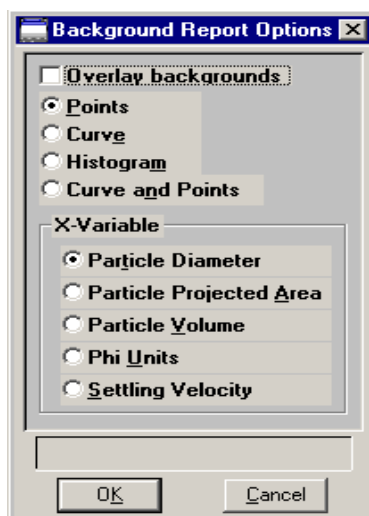 Background Report Options
Overlay backgrounds
Points
Curve
Histogram
Curve and Points
X-Variable
Particle Diameter
Particle Projected Area
Particle Volume
Phi Units
Settling Velocity
OK
Cancel